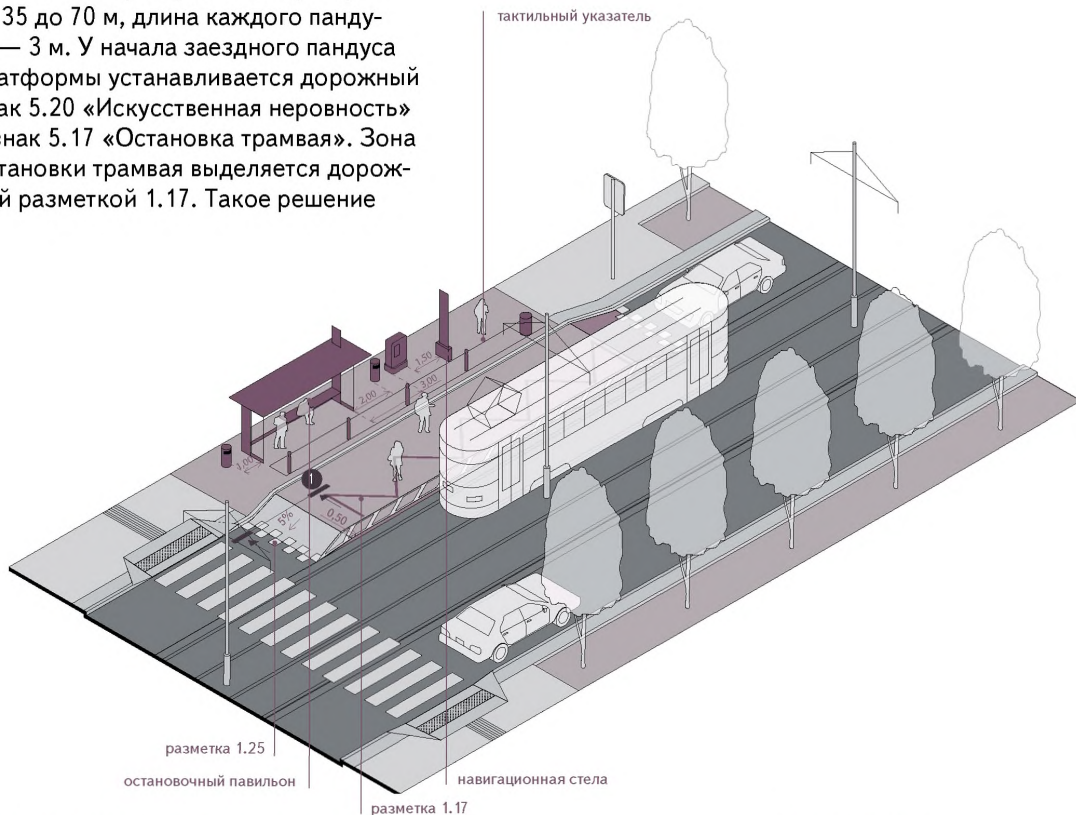 35 до 70 м, длина каждого панду-
— 3 м. У начала заездного пандуса
атформы устанавливается дорожный
ак 5.20 «Искусственная неровность»
знак 5.17 «Остановка трамвая». Зона
тановки трамвая выделяется дорож-
й разметкой 1.17. Такое решение
тактильный указатель
1,50
3,00
2,00
1,00
1
5%
0,50
разметка 1.25
остановочный павильон
навигационная стела
разметка 1.17